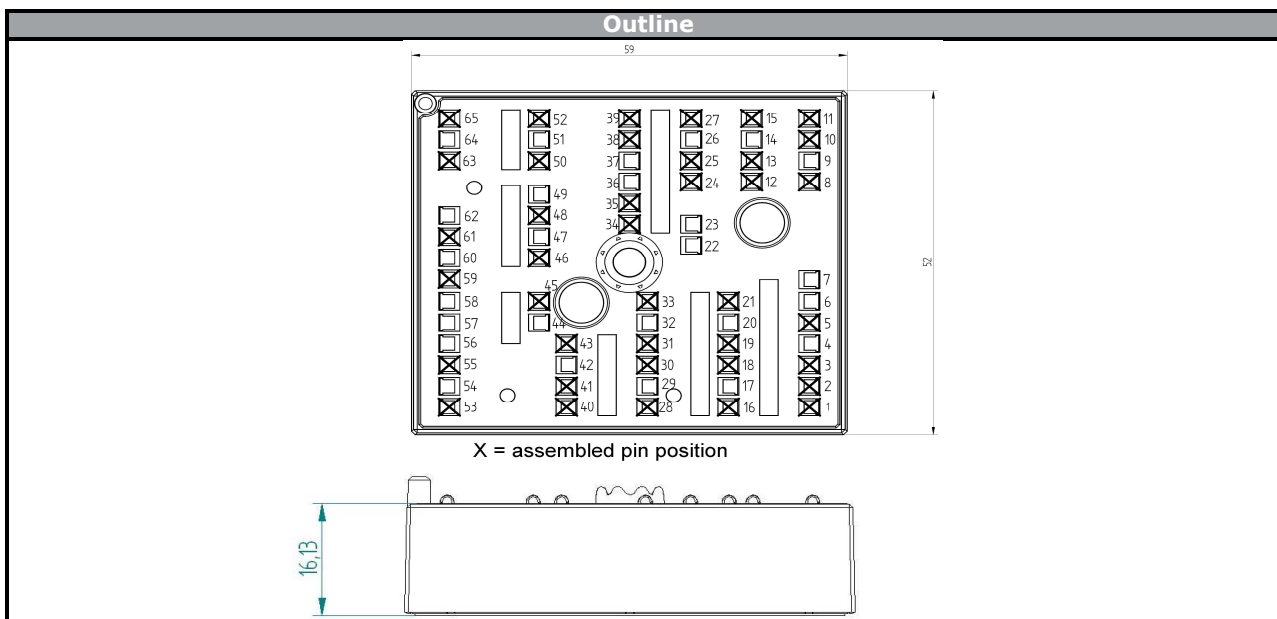 Outline
59
65 52 39 27 15 11
64 51 38 26 14 10
63 50 37 25 13 9
36 24 12 8
49
62 48 35
61 47 34 23
60 46 22
59
45 7
58 33 21 6
57 44 32 20 5
56 43 31 19 4
55 42 30 18 3
54 41 29 17 2
53 40 28 16 1
52
X = assembled pin position
16,13